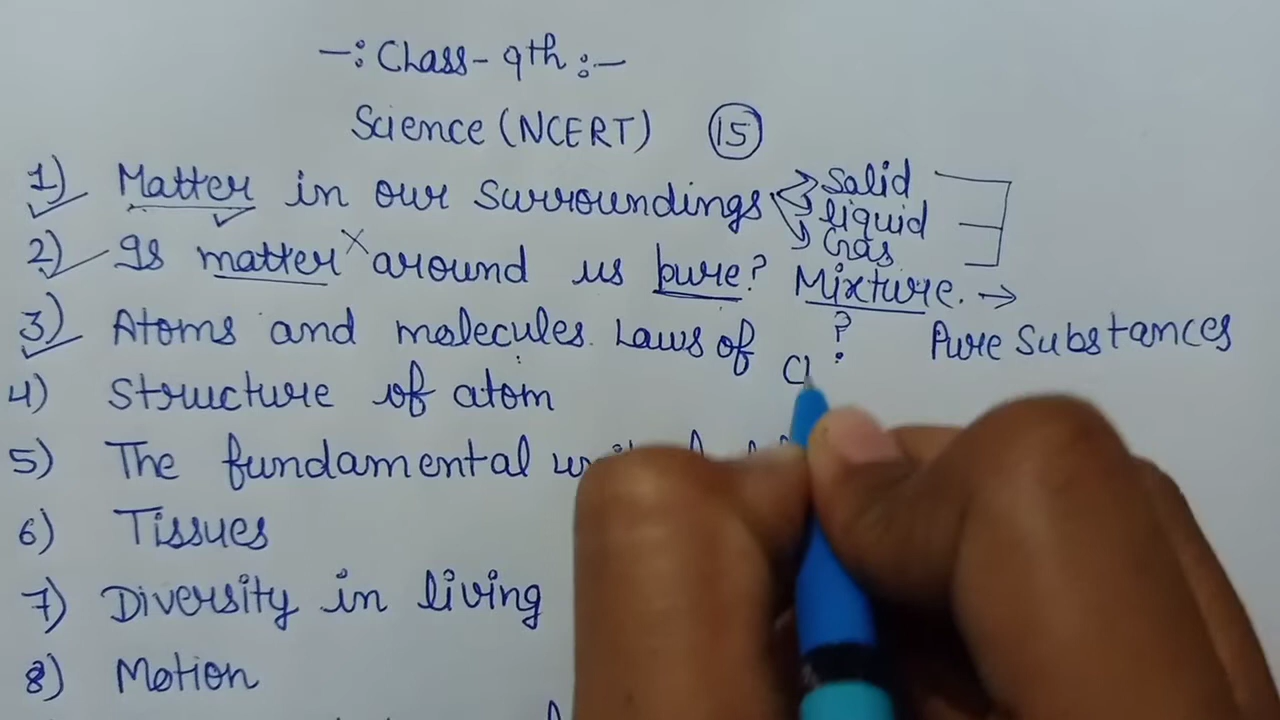 -: Class - 9th :-
Science (NCERT) 15
1) Matter in our surroundings Solid
liquid
Gas
2) Is matter around us pure? Mixture. →
?
3) Atoms and molecules. Laws of Pure Substances
4) Structure of atom
5) The fundamental
6) Tissues
7) Diversity in living
8) Motion